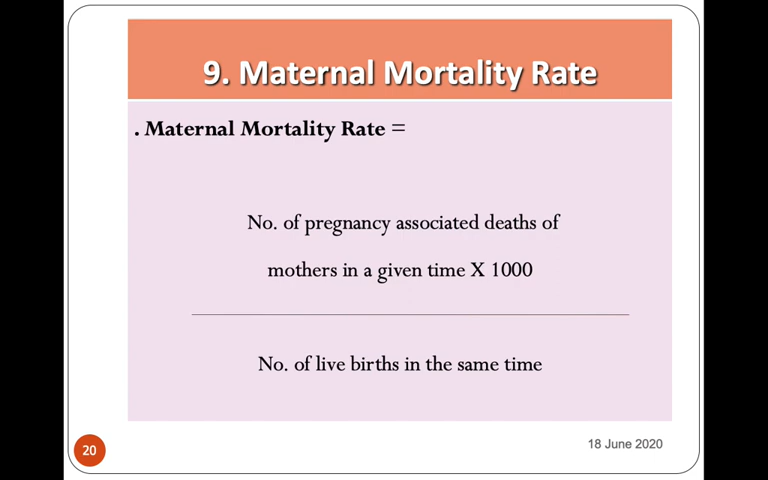 9. Maternal Mortality Rate
. Maternal Mortality Rate =
No. of pregnancy associated deaths of
mothers in a given time X 1000
No. of live births in the same time
20
18 June 2020